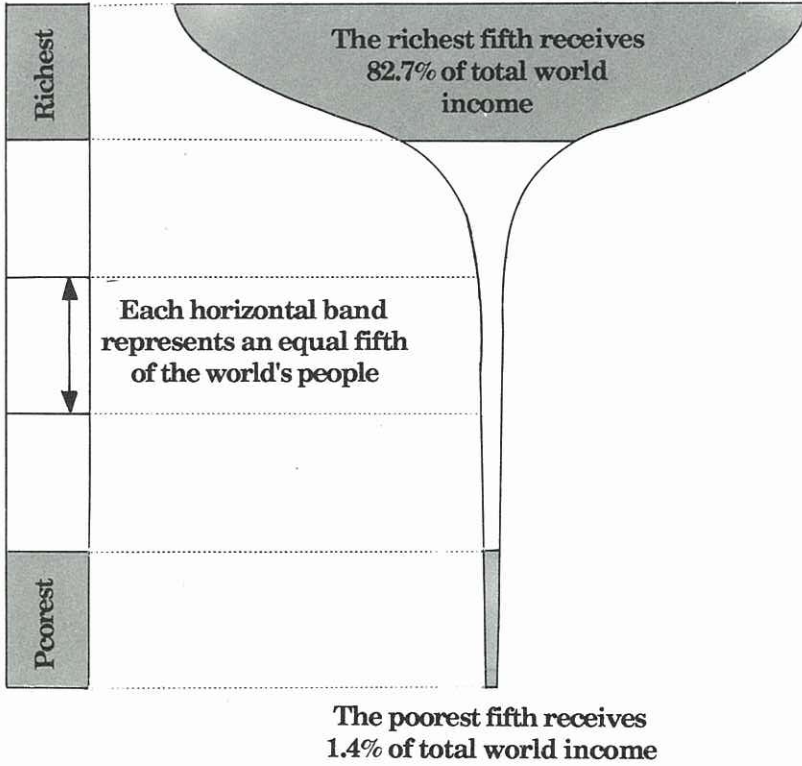 Richest
The richest fifth receives
82.7% of total world
income
Each horizontal band
represents an equal fifth
of the world's people
Poorest
The poorest fifth receives
1.4% of total world income